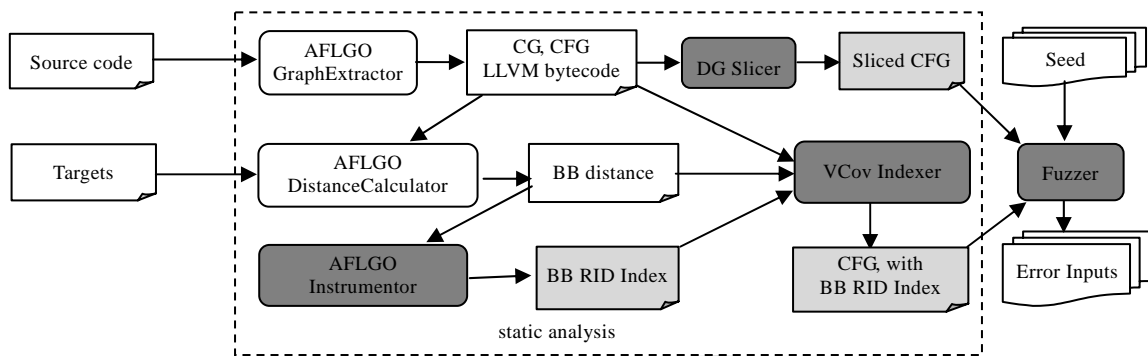 Source code
AFLGO
GraphExtractor
CG, CFG
LLVM bytecode
DG Slicer
Sliced CFG
Seed
Targets
AFLGO
DistanceCalculator
BB distance
VCov Indexer
Fuzzer
AFLGO
Instrumentor
BB RID Index
CFG, with
BB RID Index
Error Inputs
static analysis